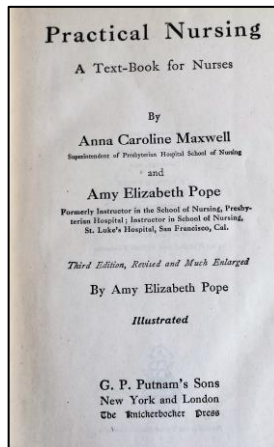 Practical Nursing
A Text-Book for Nurses
By
Anna Caroline Maxwell
Superintendent of Presbyterian Hospital School of Nursing
and
Amy Elizabeth Pope
Formerly Instructor in the School of Nursing, Presby-
terian Hospital; Instructor in School of Nursing,
St. Luke's Hospital, San Francisco, Cal.
Third Edition, Revised and Much Enlarged
By Amy Elizabeth Pope
Illustrated
G. P. Putnam's Sons
New York and London
The Knickerbocker Press